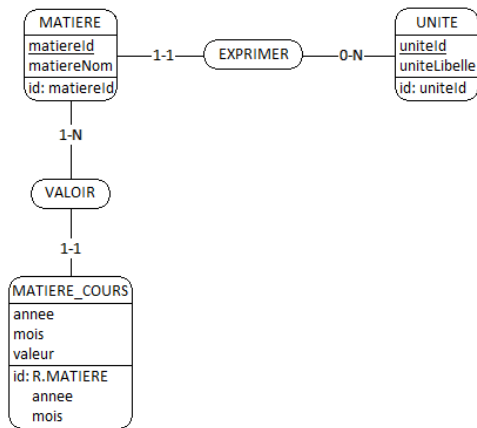 MATIERE
matiereId
matiereNom
id: matiereId
1-1
EXPRIMER
0-N
UNITE
uniteId
uniteLibelle
id: uniteId
1-N
VALOIR
1-1
MATIERE_COURS
annee
mois
valeur
id: R.MATIERE
annee
mois